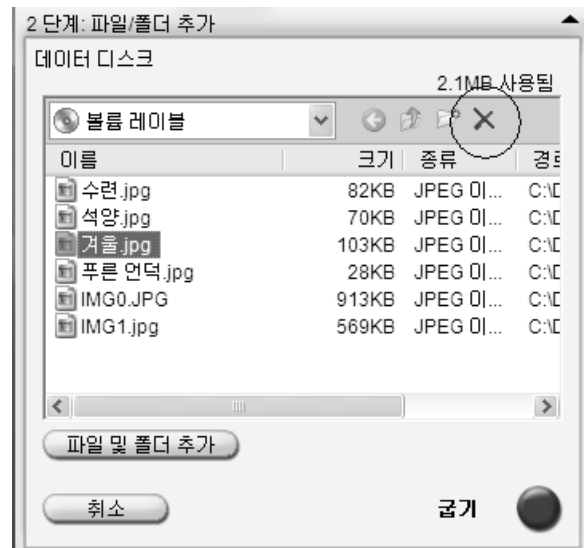 2 단계: 파일/폴더 추가
데이터 디스크
2.1MB 사용됨
볼륨 레이블
이름 크기 종류 경로
수련.jpg 82KB JPEG 이... C:\D
석양.jpg 70KB JPEG 이... C:\D
겨울.jpg 103KB JPEG 이... C:\D
푸른 언덕.jpg 28KB JPEG 이... C:\D
IMG0.JPG 913KB JPEG 이... C:\D
IMG1.jpg 569KB JPEG 이... C:\D
파일 및 폴더 추가
취소 굽기